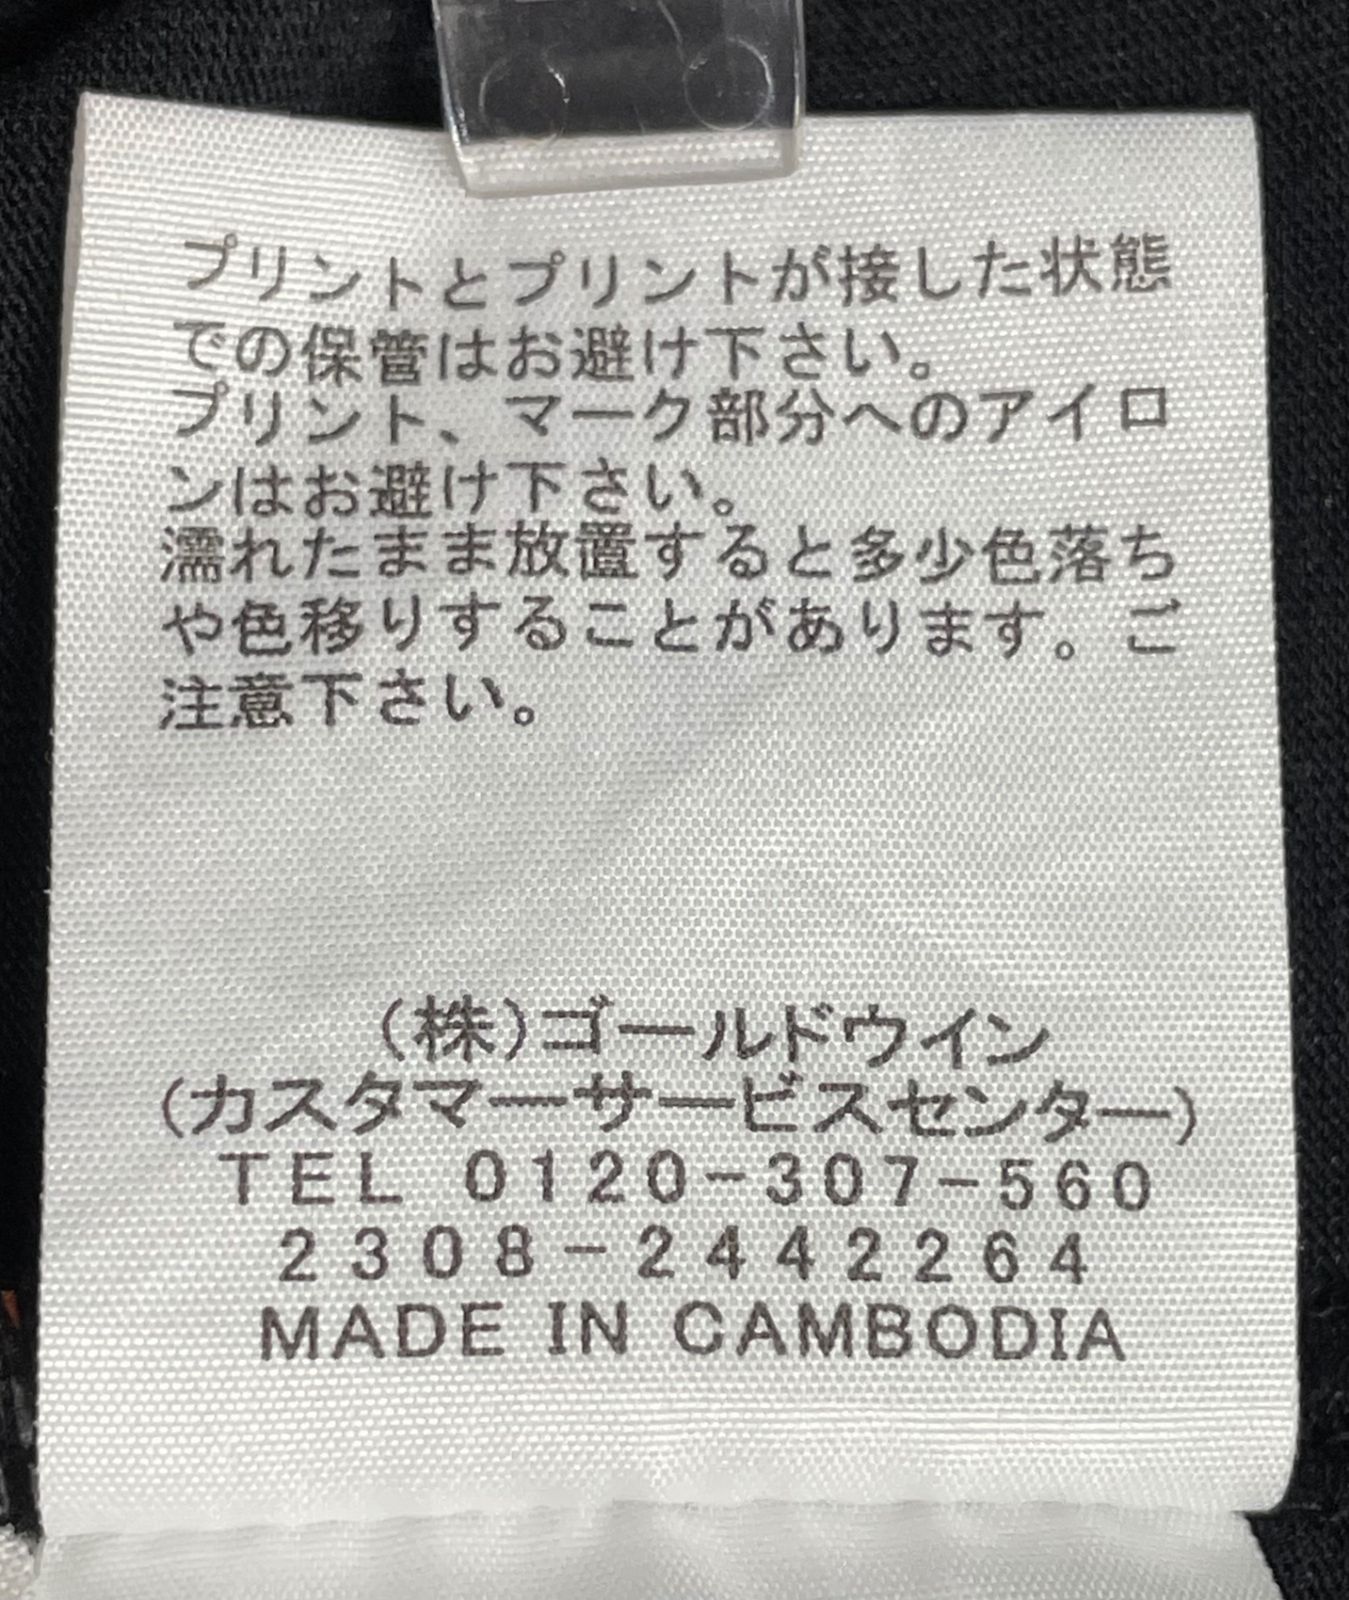 プリントとプリントが接した状態
での保管はお避け下さい。
プリント、マーク部分へのアイロ
ンはお避け下さい。
濡れたまま放置すると多少色落ち
や色移りすることがあります。ご
注意下さい。
(株)ゴールドウイン
(カスタマーサービスセンター)
TEL 0120-307-560
2308-2442264
MADE IN CAMBODIA